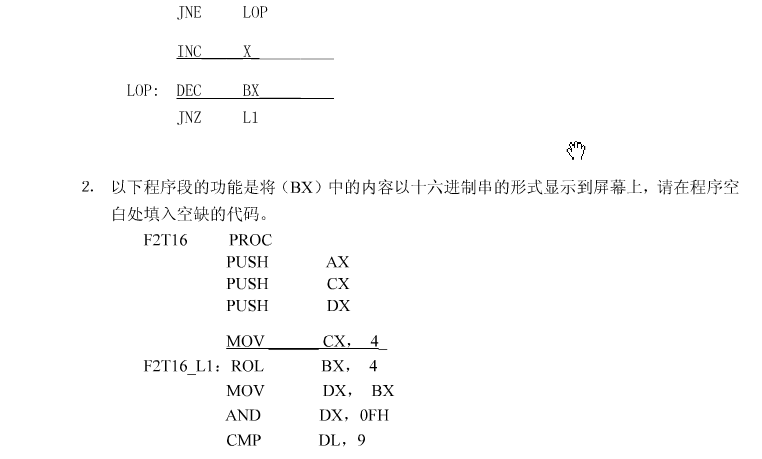 JNE LOP
INC X
LOP: DEC BX
JNZ L1
2. 以下程序段的功能是将（BX）中的内容以十六进制串的形式显示到屏幕上，请在程序空
白处填入空缺的代码。
F2T16 PROC
PUSH AX
PUSH CX
PUSH DX
MOV CX， 4
F2T16_L1：ROL BX， 4
MOV DX， BX
AND DX，0FH
CMP DL，9